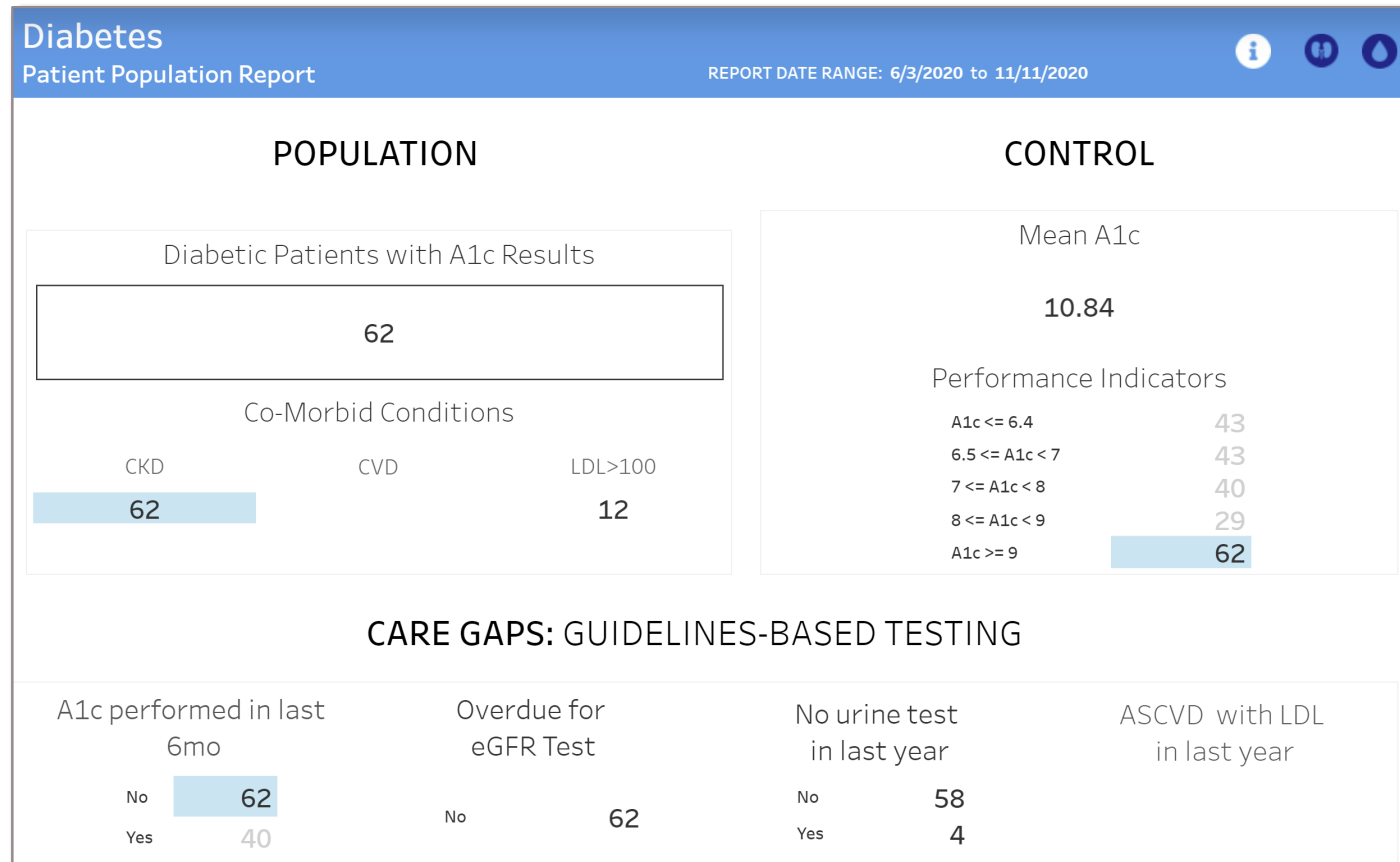 Diabetes
Patient Population Report
REPORT DATE RANGE: 6/3/2020 to 11/11/2020
i
POPULATION
CONTROL
Diabetic Patients with A1c Results
62
Co-Morbid Conditions
CKD CVD LDL>100
62 12
Mean A1c
10.84
Performance Indicators
A1c <= 6.4 43
6.5 <= A1c < 7 43
7 <= A1c < 8 40
8 <= A1c < 9 29
A1c >= 9 62
CARE GAPS: GUIDELINES-BASED TESTING
A1c performed in last
6mo
No 62
Yes 40
Overdue for
eGFR Test
No 62
No urine test
in last year
No 58
Yes 4
ASCVD with LDL
in last year